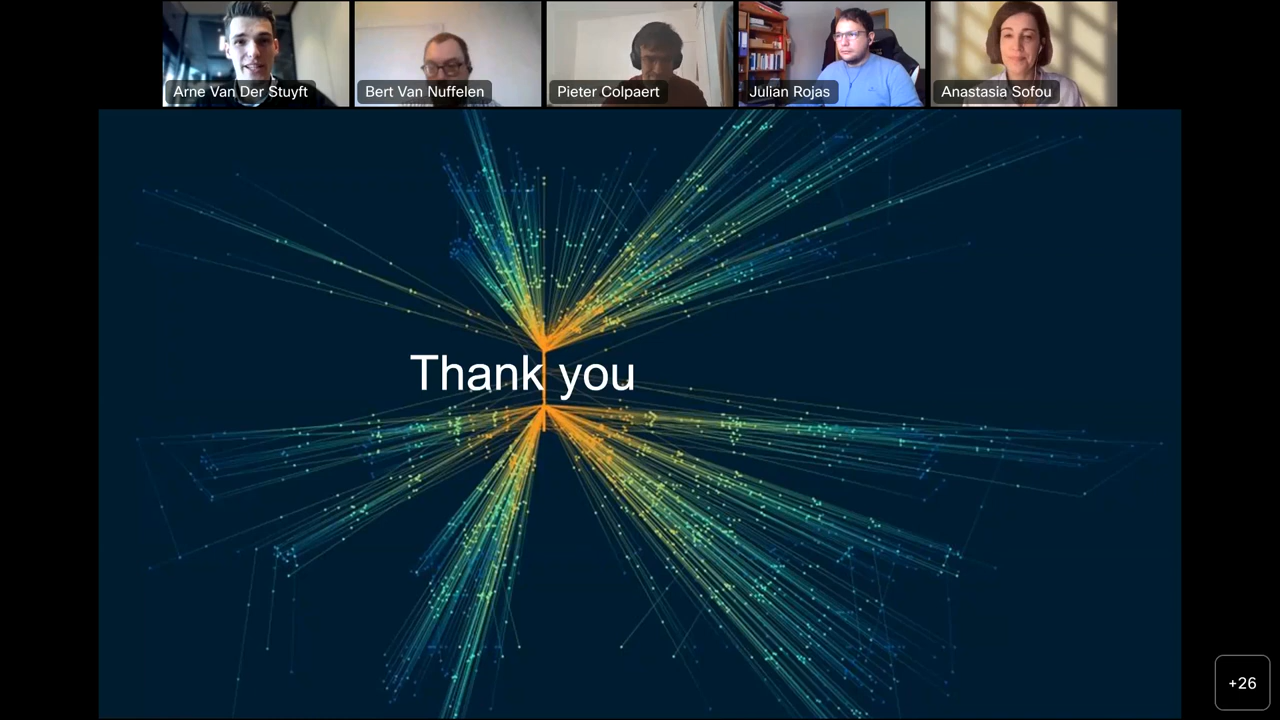 Arne Van Der Stuyft
Bert Van Nuffelen
Pieter Colpaert
Julian Rojas
Anastasia Sofou
Thank you
+26